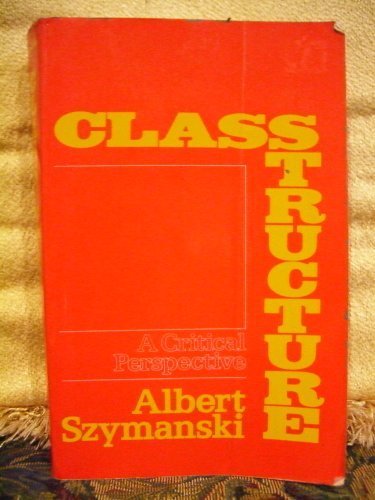 CLASS
STRUCTURE
A Critical
Perspective
Albert
Szymanski